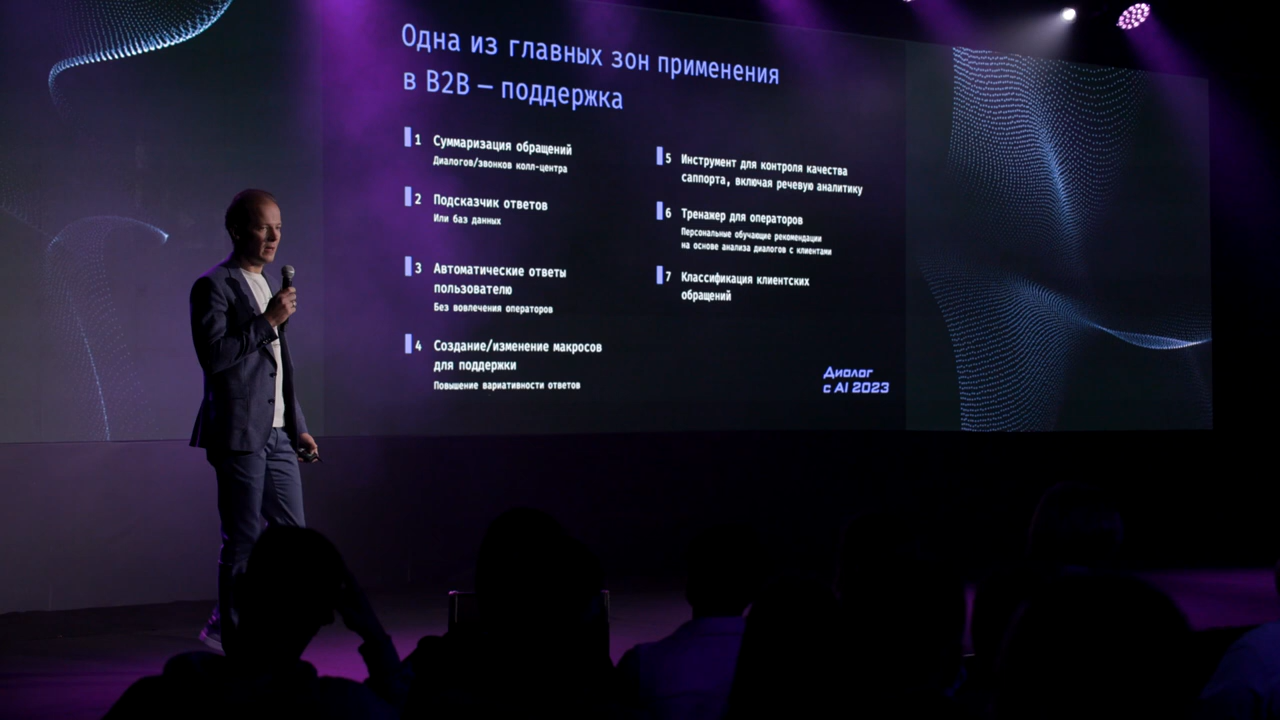 Одна из главных зон применения
в B2B — поддержка
1 Суммаризация обращений
Диалогов/звонков колл-центра
2 Подсказчик ответов
Или баз данных
3 Автоматические ответы
пользователю
Без вовлечения операторов
4 Создание/изменение макросов
для поддержки
Повышение вариативности ответов
5 Инструмент для контроля качества
саппорта, включая речевую аналитику
6 Тренажер для операторов
Персональные обучающие рекомендации
на основе анализа диалогов с клиентами
7 Классификация клиентских
обращений
Диалог
с AI 2023